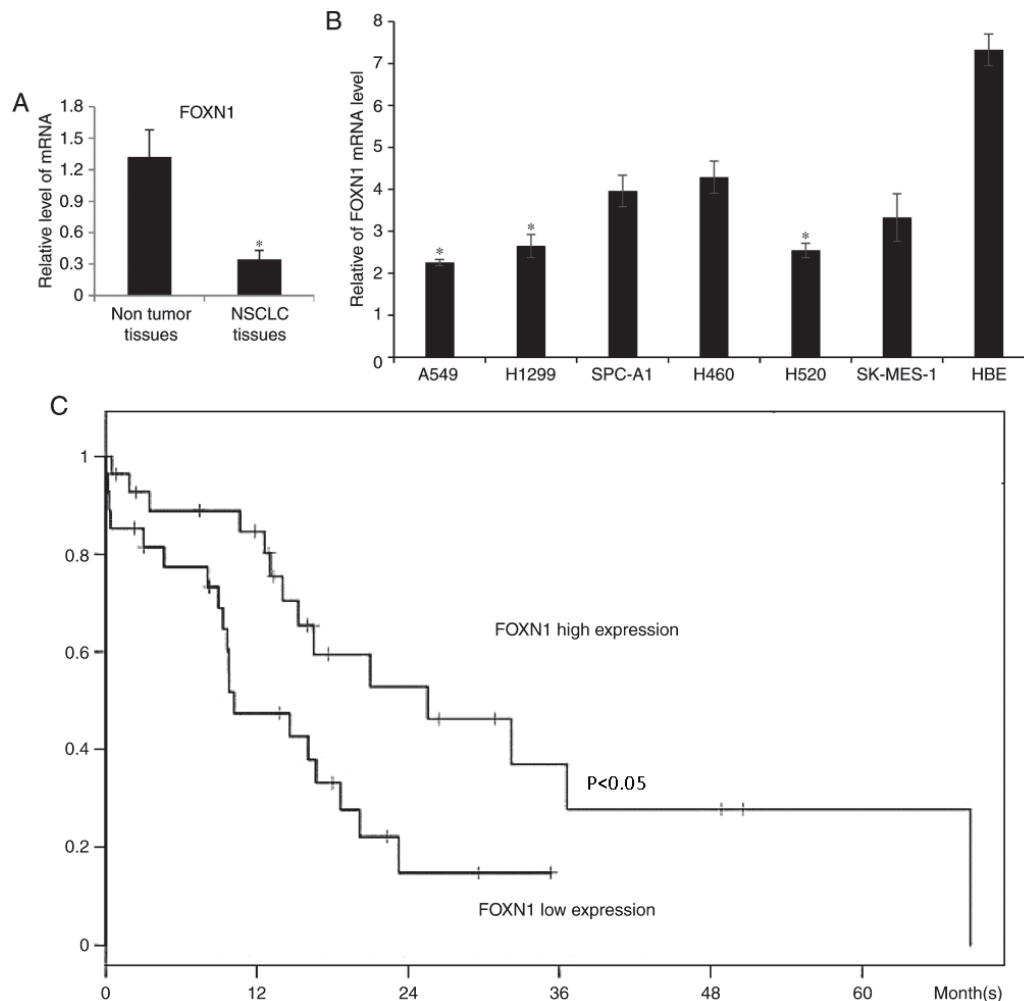 A
FOXN1
Relative level of mRNA
1.8
1.5
1.2
0.9
0.6
0.3
0
*
Non tumor
tissues
NSCLC
tissues
B
Relative of FOXN1 mRNA level
8
7
6
5
4
3
2
1
0
* * *
A549 H1299 SPC-A1 H460 H520 SK-MES-1 HBE
C
1
0.8
0.6
0.4
0.2
0
FOXN1 high expression
P<0.05
FOXN1 low expression
0 12 24 36 48 60 Month(s)